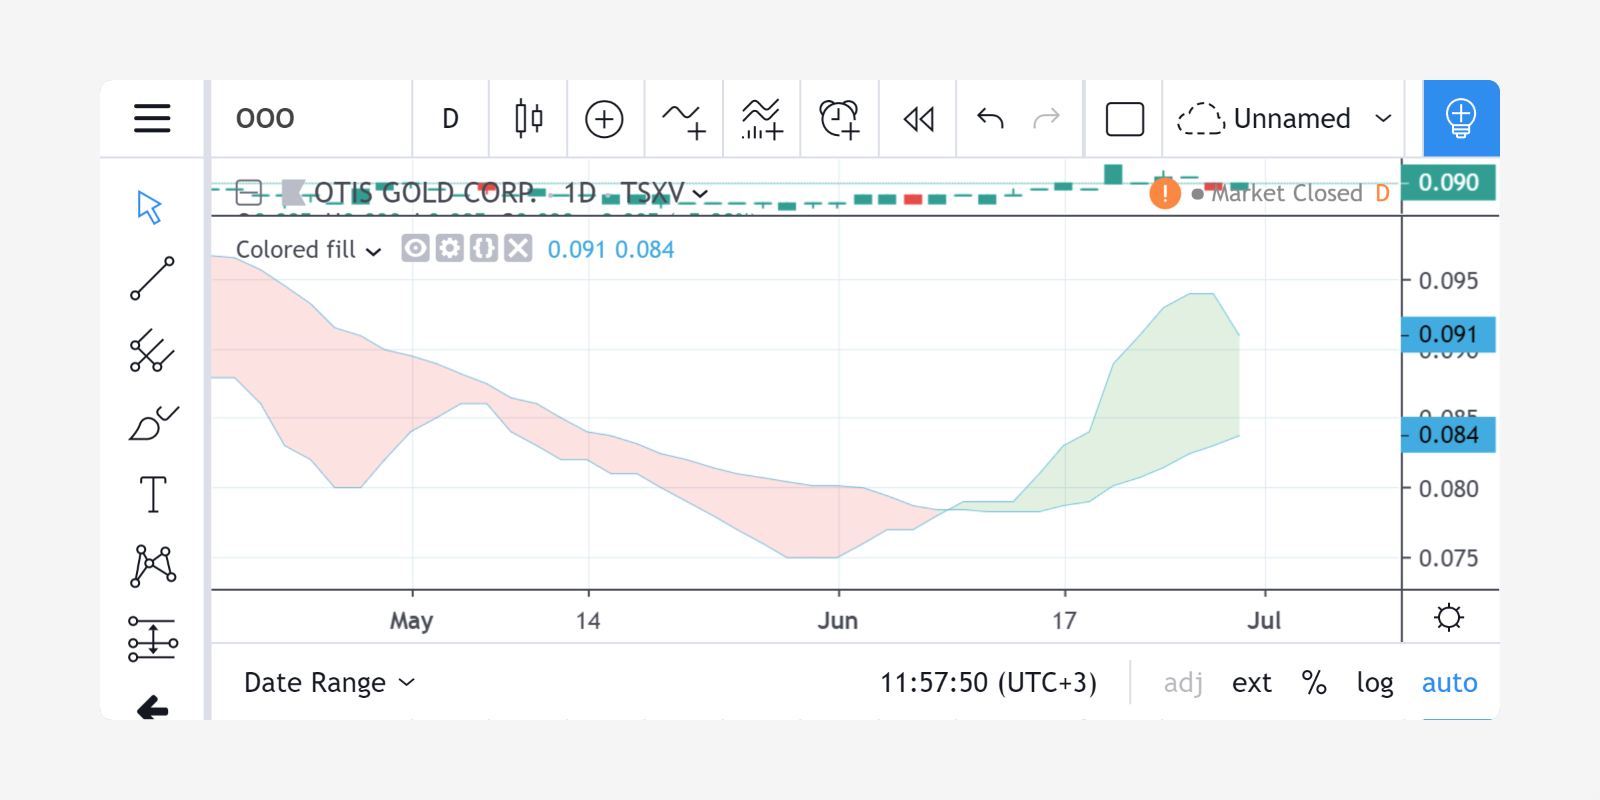 OOO D Unnamed
OTIS GOLD CORP. · 1D · TSXV Market Closed D 0.090
Colored fill 0.091 0.084
0.095
0.091
0.084
0.080
0.075
May 14 Jun 17 Jul
Date Range 11:57:50 (UTC+3) adj ext % log auto